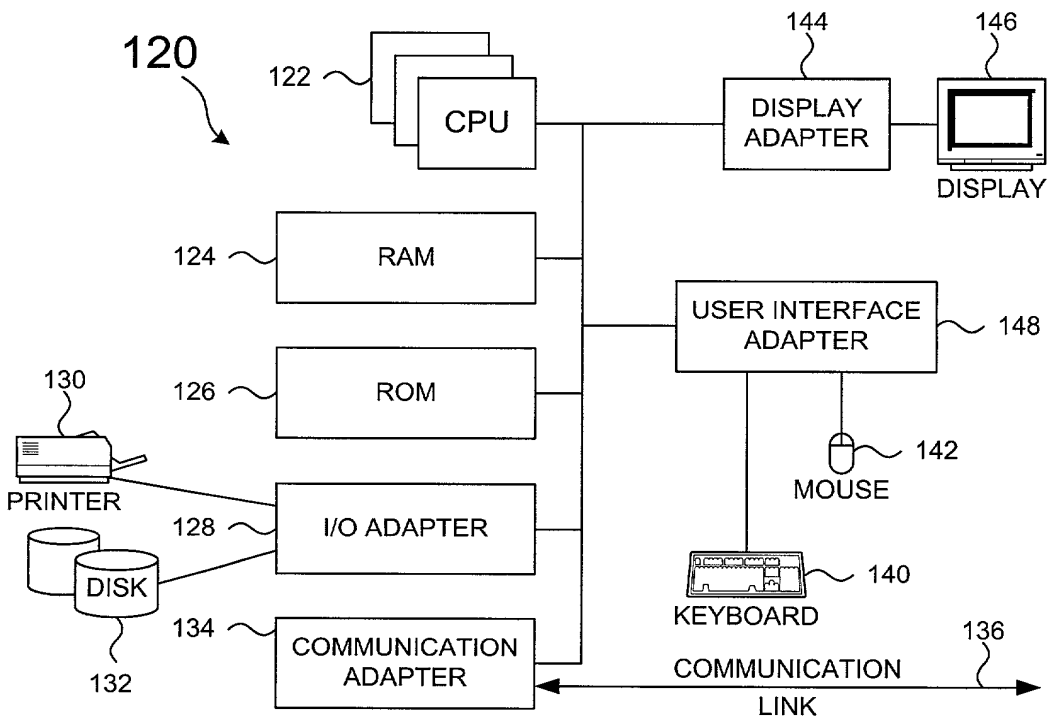 120
122
CPU
144
146
DISPLAY
ADAPTER
DISPLAY
124
RAM
USER INTERFACE
ADAPTER
148
126
ROM
130
PRINTER
142
MOUSE
128
I/O ADAPTER
DISK
132
140
KEYBOARD
134
COMMUNICATION
ADAPTER
COMMUNICATION
LINK
136